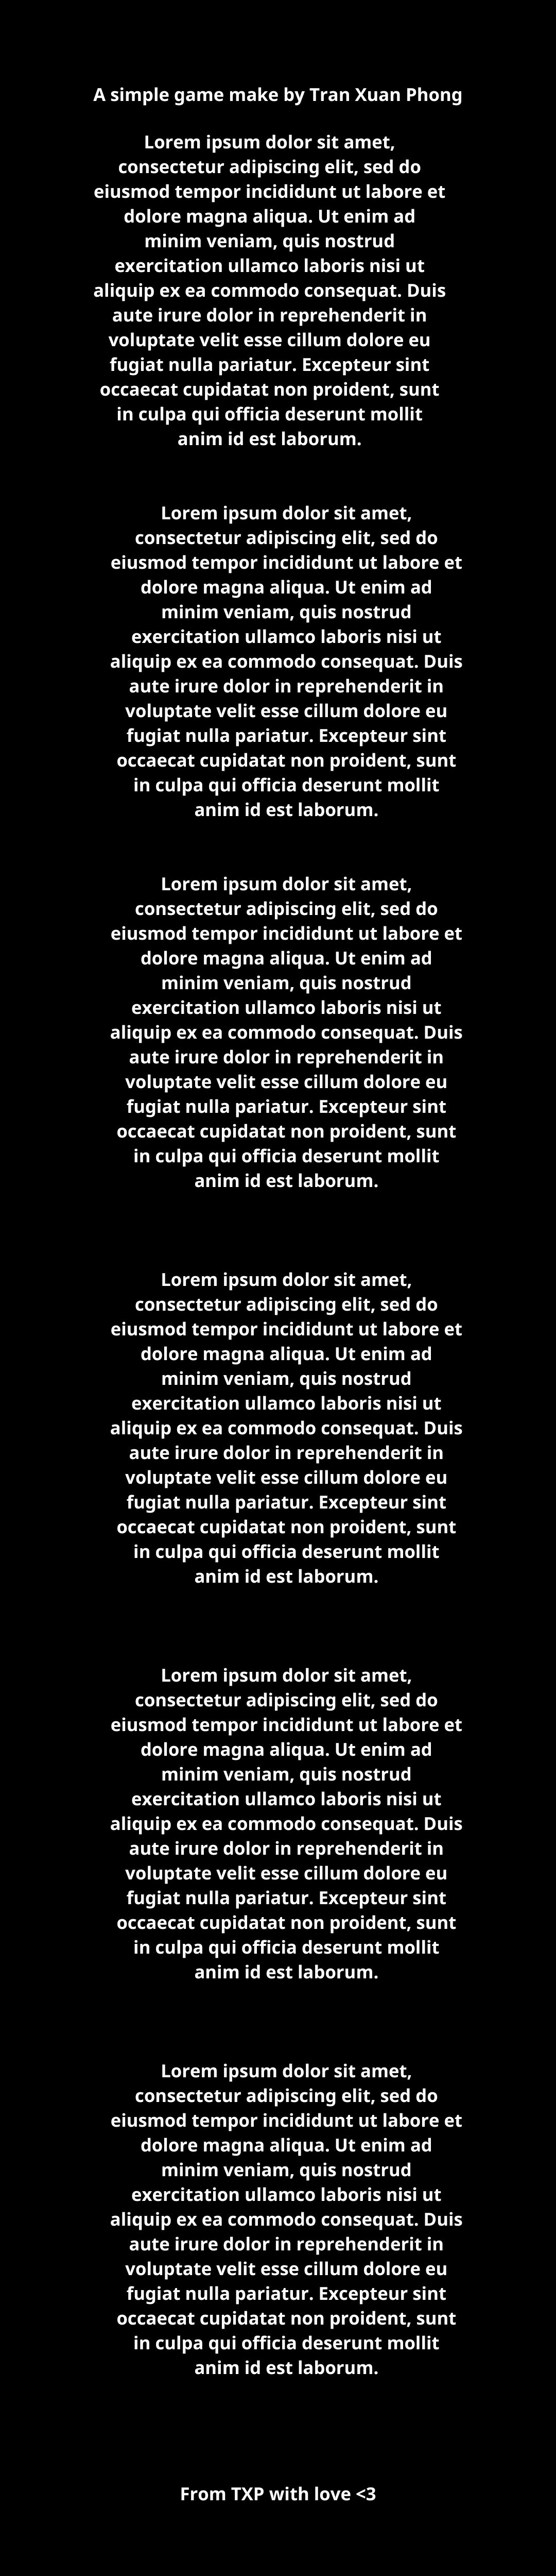 A simple game make by Tran Xuan Phong
Lorem ipsum dolor sit amet,
consectetur adipiscing elit, sed do
eiusmod tempor incididunt ut labore et
dolore magna aliqua. Ut enim ad
minim veniam, quis nostrud
exercitation ullamco laboris nisi ut
aliquip ex ea commodo consequat. Duis
aute irure dolor in reprehenderit in
voluptate velit esse cillum dolore eu
fugiat nulla pariatur. Excepteur sint
occaecat cupidatat non proident, sunt
in culpa qui officia deserunt mollit
anim id est laborum.
Lorem ipsum dolor sit amet,
consectetur adipiscing elit, sed do
eiusmod tempor incididunt ut labore et
dolore magna aliqua. Ut enim ad
minim veniam, quis nostrud
exercitation ullamco laboris nisi ut
aliquip ex ea commodo consequat. Duis
aute irure dolor in reprehenderit in
voluptate velit esse cillum dolore eu
fugiat nulla pariatur. Excepteur sint
occaecat cupidatat non proident, sunt
in culpa qui officia deserunt mollit
anim id est laborum.
Lorem ipsum dolor sit amet,
consectetur adipiscing elit, sed do
eiusmod tempor incididunt ut labore et
dolore magna aliqua. Ut enim ad
minim veniam, quis nostrud
exercitation ullamco laboris nisi ut
aliquip ex ea commodo consequat. Duis
aute irure dolor in reprehenderit in
voluptate velit esse cillum dolore eu
fugiat nulla pariatur. Excepteur sint
occaecat cupidatat non proident, sunt
in culpa qui officia deserunt mollit
anim id est laborum.
Lorem ipsum dolor sit amet,
consectetur adipiscing elit, sed do
eiusmod tempor incididunt ut labore et
dolore magna aliqua. Ut enim ad
minim veniam, quis nostrud
exercitation ullamco laboris nisi ut
aliquip ex ea commodo consequat. Duis
aute irure dolor in reprehenderit in
voluptate velit esse cillum dolore eu
fugiat nulla pariatur. Excepteur sint
occaecat cupidatat non proident, sunt
in culpa qui officia deserunt mollit
anim id est laborum.
Lorem ipsum dolor sit amet,
consectetur adipiscing elit, sed do
eiusmod tempor incididunt ut labore et
dolore magna aliqua. Ut enim ad
minim veniam, quis nostrud
exercitation ullamco laboris nisi ut
aliquip ex ea commodo consequat. Duis
aute irure dolor in reprehenderit in
voluptate velit esse cillum dolore eu
fugiat nulla pariatur. Excepteur sint
occaecat cupidatat non proident, sunt
in culpa qui officia deserunt mollit
anim id est laborum.
Lorem ipsum dolor sit amet,
consectetur adipiscing elit, sed do
eiusmod tempor incididunt ut labore et
dolore magna aliqua. Ut enim ad
minim veniam, quis nostrud
exercitation ullamco laboris nisi ut
aliquip ex ea commodo consequat. Duis
aute irure dolor in reprehenderit in
voluptate velit esse cillum dolore eu
fugiat nulla pariatur. Excepteur sint
occaecat cupidatat non proident, sunt
in culpa qui officia deserunt mollit
anim id est laborum.
From TXP with love <3